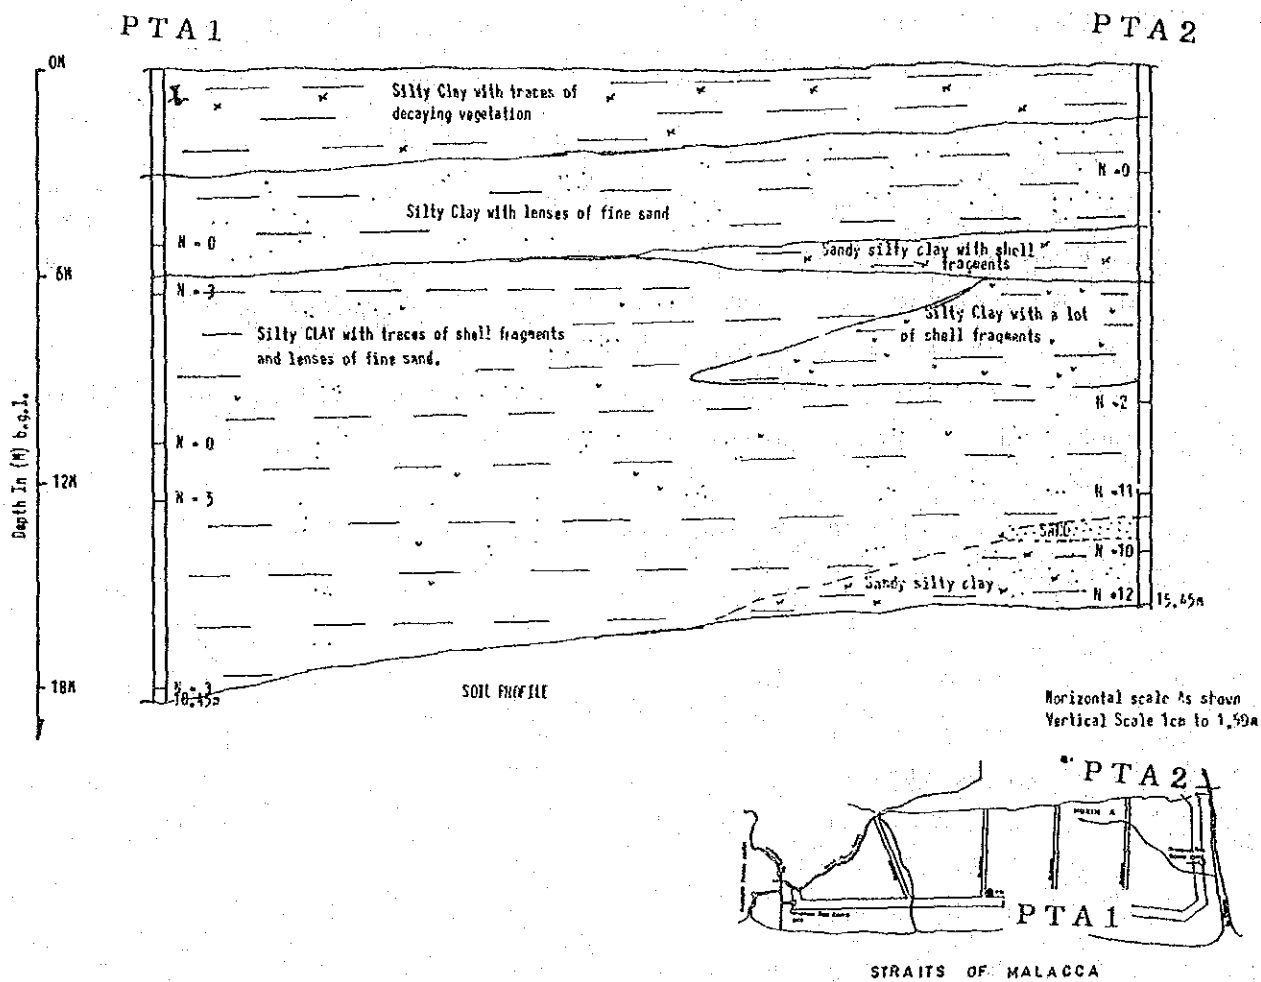 PTA1
PTA2
0M
Silty Clay with traces of
decaying vegetation
N = 0
Silty Clay with lenses of fine sand
N = 0
Sandy silty clay with shell
fragments
6M
N = 3
Silty Clay with a lot
of shell fragments
Silty CLAY with traces of shell fragments
and lenses of fine sand.
N = 2
Depth In (M) b.g.l.
N = 0
12M
N = 11
SAND
N = 10
Sandy silty clay
N = 12
15.45m
18M
N = 3
18.45m
SOIL PROFILE
Horizontal scale As shown
Vertical Scale 1cm to 1.50m
PTA2
MUKIM A
PTA1
STRAITS OF MALACCA